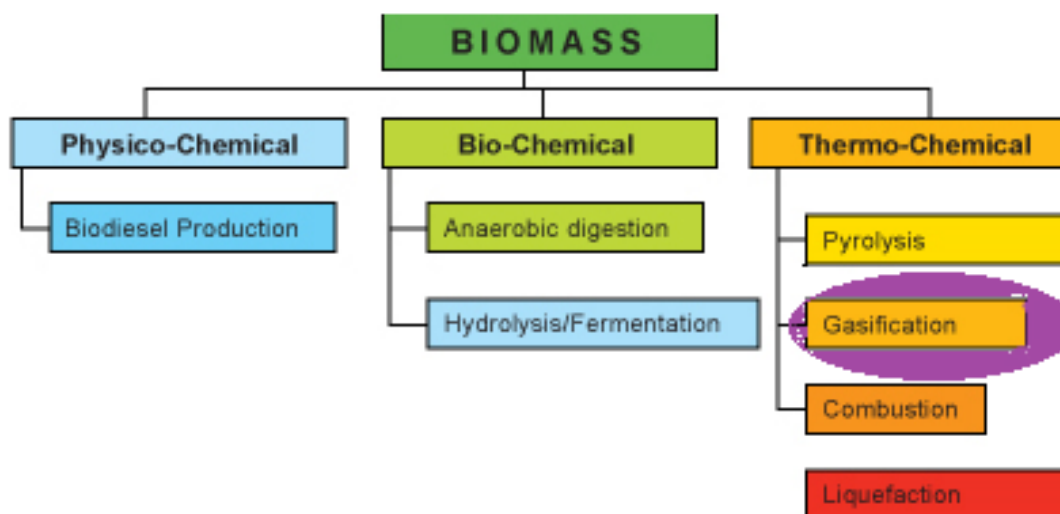 BIOMASS
Physico-Chemical
Bio-Chemical
Thermo-Chemical
Biodiesel Production
Anaerobic digestion
Pyrolysis
Hydrolysis/Fermentation
Gasification
Combustion
Liquefaction